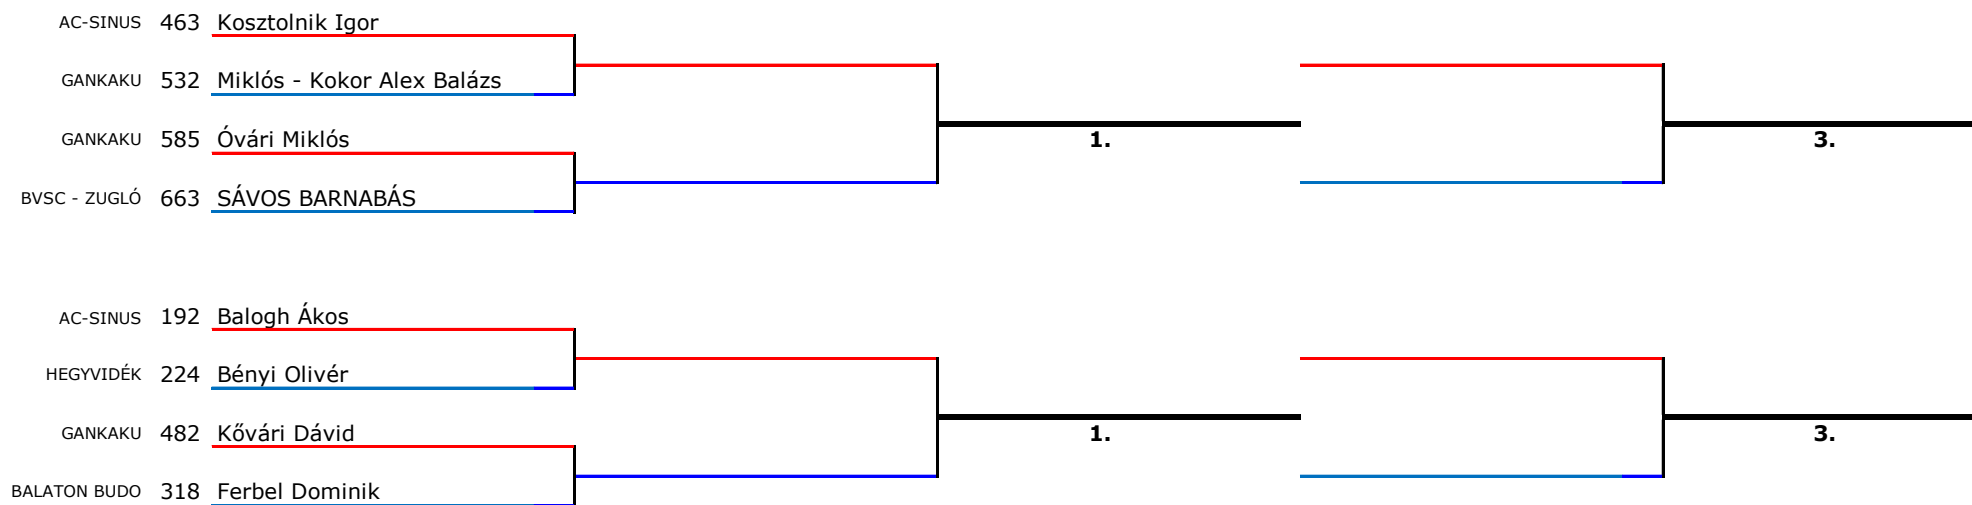 AC-SINUS 463 Kosztolnik Igor
GANKAKU 532 Miklós - Kokor Alex Balázs
GANKAKU 585 Óvári Miklós 1. 3.
BVSC - ZUGLÓ 663 SÁVOS BARNABÁS
AC-SINUS 192 Balogh Ákos
HEGYVIDÉK 224 Bényi Olivér
GANKAKU 482 Kővári Dávid 1. 3.
BALATON BUDO 318 Ferbel Dominik